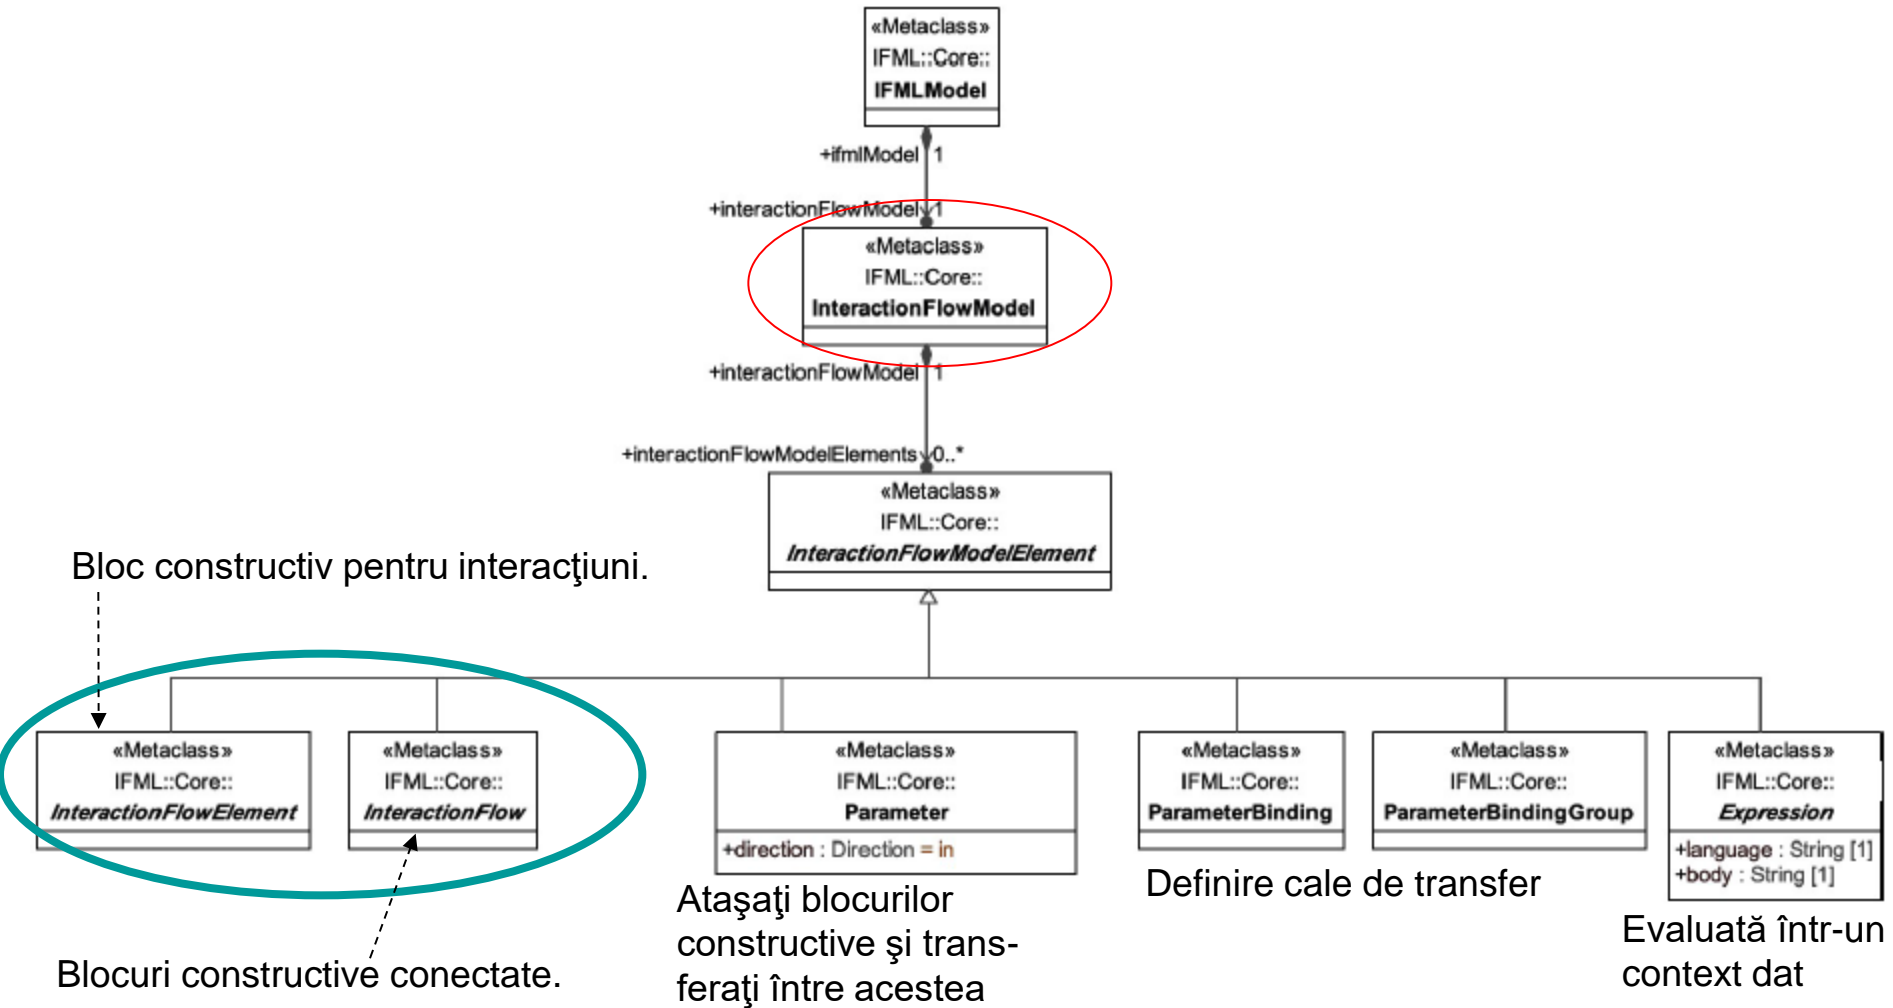 «Metaclass»
IFML::Core::
IFMLModel
+ifmlModel 1
+interactionFlowModel 1
«Metaclass»
IFML::Core::
InteractionFlowModel
+interactionFlowModel 1
+interactionFlowModelElements 0..*
«Metaclass»
IFML::Core::
InteractionFlowModelElement
Bloc constructiv pentru interacţiuni.
«Metaclass»
IFML::Core::
InteractionFlowElement
«Metaclass»
IFML::Core::
InteractionFlow
«Metaclass»
IFML::Core::
Parameter
+direction : Direction = in
«Metaclass»
IFML::Core::
ParameterBinding
«Metaclass»
IFML::Core::
ParameterBindingGroup
«Metaclass»
IFML::Core::
Expression
+language : String [1]
+body : String [1]
Blocuri constructive conectate.
Ataşaţi blocurilor
constructive şi trans-
feraţi între acestea
Definire cale de transfer
Evaluată într-un
context dat